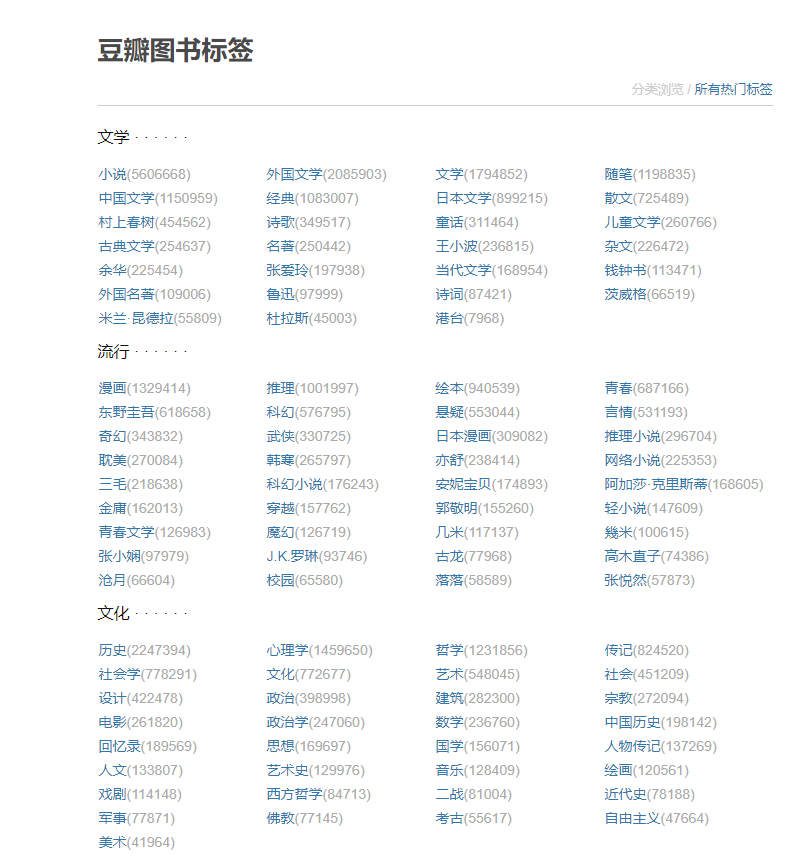 豆瓣图书标签
分类浏览 / 所有热门标签
文学 · · · · · ·
小说(5606668) 外国文学(2085903) 文学(1794852) 随笔(1198835)
中国文学(1150959) 经典(1083007) 日本文学(899215) 散文(725489)
村上春树(454562) 诗歌(349517) 童话(311464) 儿童文学(260766)
古典文学(254637) 名著(250442) 王小波(236815) 杂文(226472)
余华(225454) 张爱玲(197938) 当代文学(168954) 钱钟书(113471)
外国名著(109006) 鲁迅(97999) 诗词(87421) 茨威格(66519)
米兰·昆德拉(55809) 杜拉斯(45003) 港台(7968)
流行 · · · · · ·
漫画(1329414) 推理(1001997) 绘本(940539) 青春(687166)
东野圭吾(618658) 科幻(576795) 悬疑(553044) 言情(531193)
奇幻(343832) 武侠(330725) 日本漫画(309082) 推理小说(296704)
耽美(270084) 韩寒(265797) 亦舒(238414) 网络小说(225353)
三毛(218638) 科幻小说(176243) 安妮宝贝(174893) 阿加莎·克里斯蒂(168605)
金庸(162013) 穿越(157762) 郭敬明(155260) 轻小说(147609)
青春文学(126983) 魔幻(126719) 几米(117137) 幾米(100615)
张小娴(97979) J.K.罗琳(93746) 古龙(77968) 高木直子(74386)
沧月(66604) 校园(65580) 落落(58589) 张悦然(57873)
文化 · · · · · ·
历史(2247394) 心理学(1459650) 哲学(1231856) 传记(824520)
社会学(778291) 文化(772677) 艺术(548045) 社会(451209)
设计(422478) 政治(398998) 建筑(282300) 宗教(272094)
电影(261820) 政治学(247060) 数学(236760) 中国历史(198142)
回忆录(189569) 思想(169697) 国学(156071) 人物传记(137269)
人文(133807) 艺术史(129976) 音乐(128409) 绘画(120561)
戏剧(114148) 西方哲学(84713) 二战(81004) 近代史(78188)
军事(77871) 佛教(77145) 考古(55617) 自由主义(47664)
美术(41964)